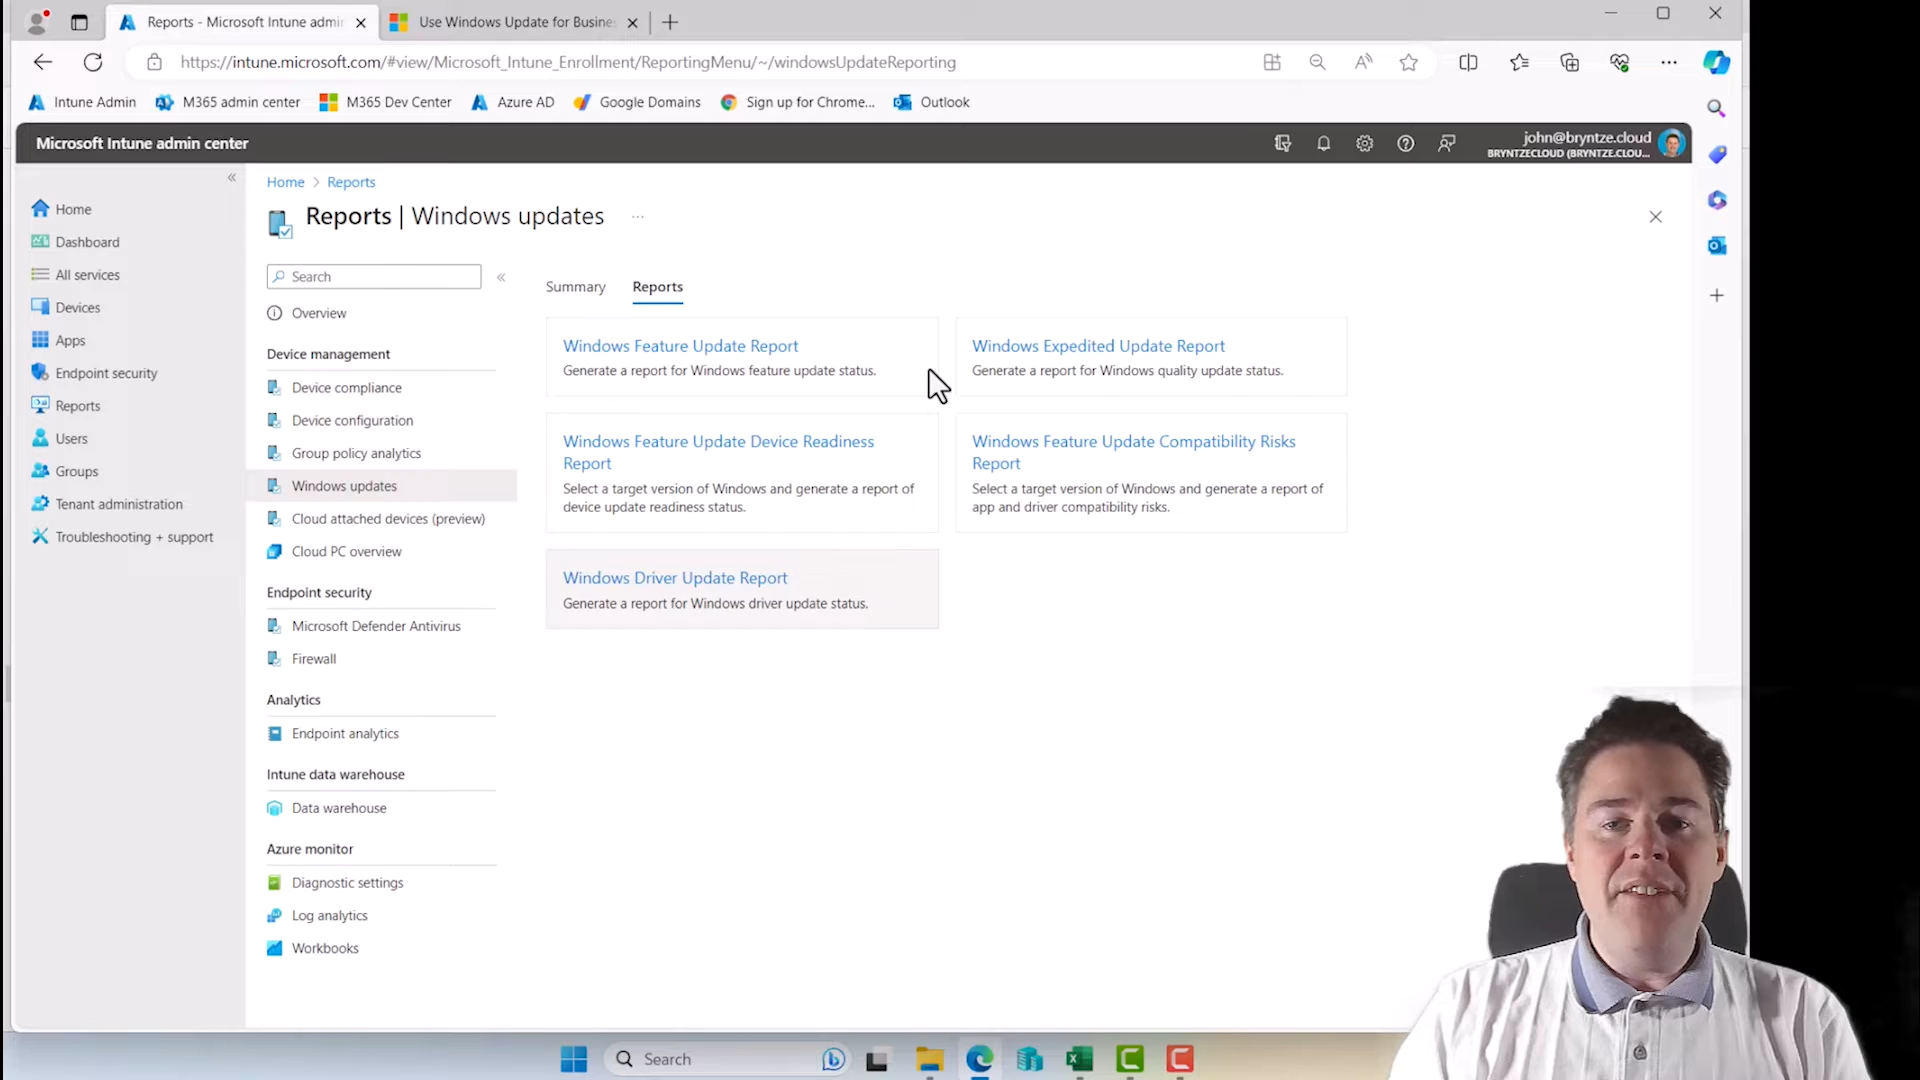 Reports - Microsoft Intune admin
Use Windows Update for Busine
https://intune.microsoft.com/#view/Microsoft_Intune_Enrollment/ReportingMenu/~/windowsUpdateReporting
Intune Admin
M365 admin center
M365 Dev Center
Azure AD
Google Domains
Sign up for Chrome...
Outlook
Microsoft Intune admin center
john@bryntze.cloud
BRYNTZECLOUD (BRYNTZE.CLOU...
Home
Dashboard
All services
Devices
Apps
Endpoint security
Reports
Users
Groups
Tenant administration
Troubleshooting + support
Home > Reports
Reports | Windows updates
Search
Overview
Device management
Device compliance
Device configuration
Group policy analytics
Windows updates
Cloud attached devices (preview)
Cloud PC overview
Endpoint security
Microsoft Defender Antivirus
Firewall
Analytics
Endpoint analytics
Intune data warehouse
Data warehouse
Azure monitor
Diagnostic settings
Log analytics
Workbooks
Summary
Reports
Windows Feature Update Report
Generate a report for Windows feature update status.
Windows Expedited Update Report
Generate a report for Windows quality update status.
Windows Feature Update Device Readiness
Report
Select a target version of Windows and generate a report of
device update readiness status.
Windows Feature Update Compatibility Risks
Report
Select a target version of Windows and generate a report of
app and driver compatibility risks.
Windows Driver Update Report
Generate a report for Windows driver update status.
Search